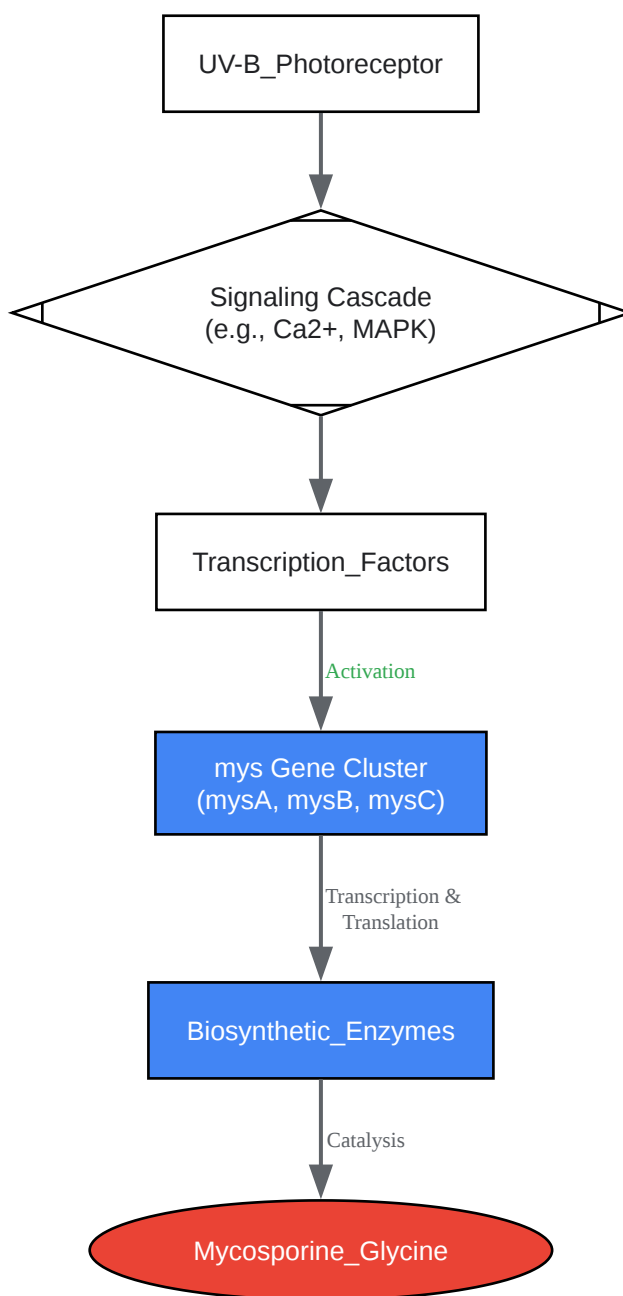 UV-B_Photoreceptor
Signaling Cascade
(e.g., Ca2+, MAPK)
Transcription_Factors
Activation
mys Gene Cluster
(mysA, mysB, mysC)
Transcription &
Translation
Biosynthetic_Enzymes
Catalysis
Mycosporine_Glycine